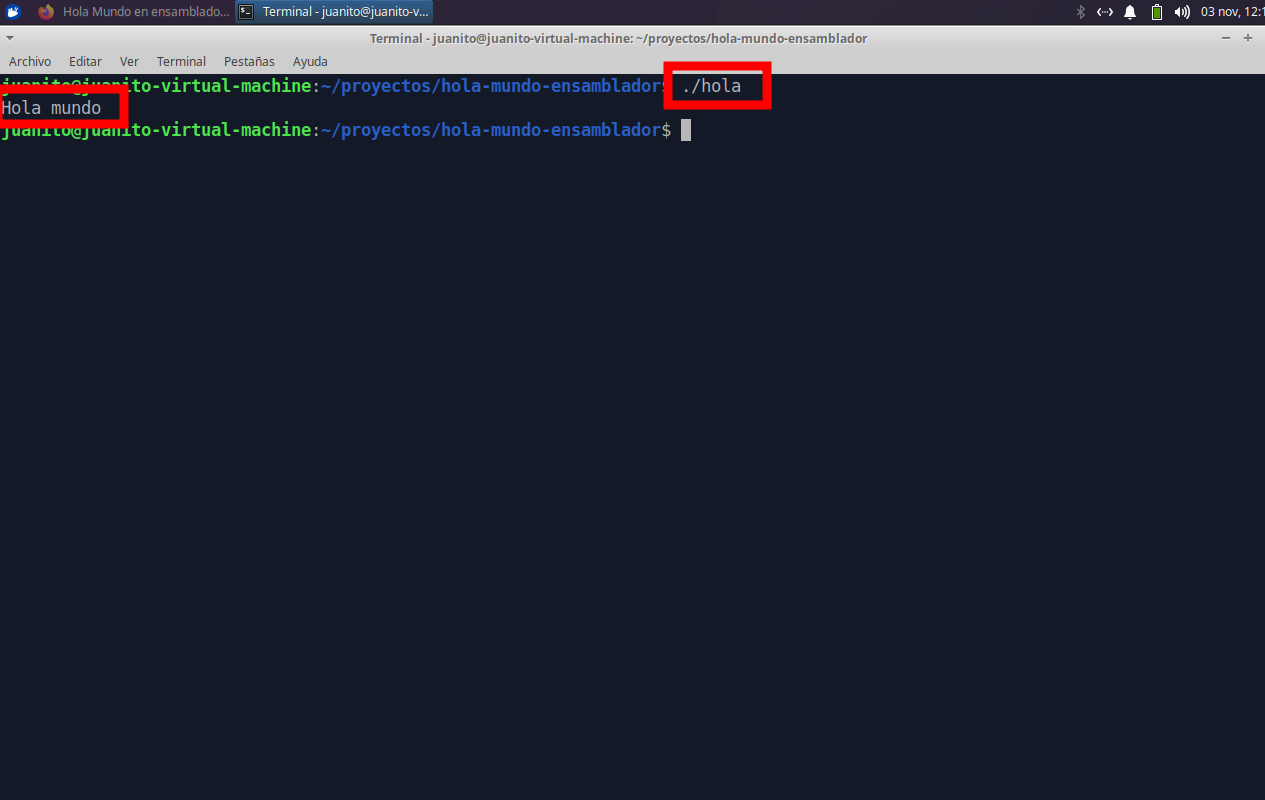 Hola Mundo en ensamblado... Terminal - juanito@juanito-v... 03 nov, 12:1
Terminal - juanito@juanito-virtual-machine: ~/proyectos/hola-mundo-ensamblador
Archivo Editar Ver Terminal Pestañas Ayuda
juanito@juanito-virtual-machine:~/proyectos/hola-mundo-ensamblador$ ./hola
Hola mundo
juanito@juanito-virtual-machine:~/proyectos/hola-mundo-ensamblador$